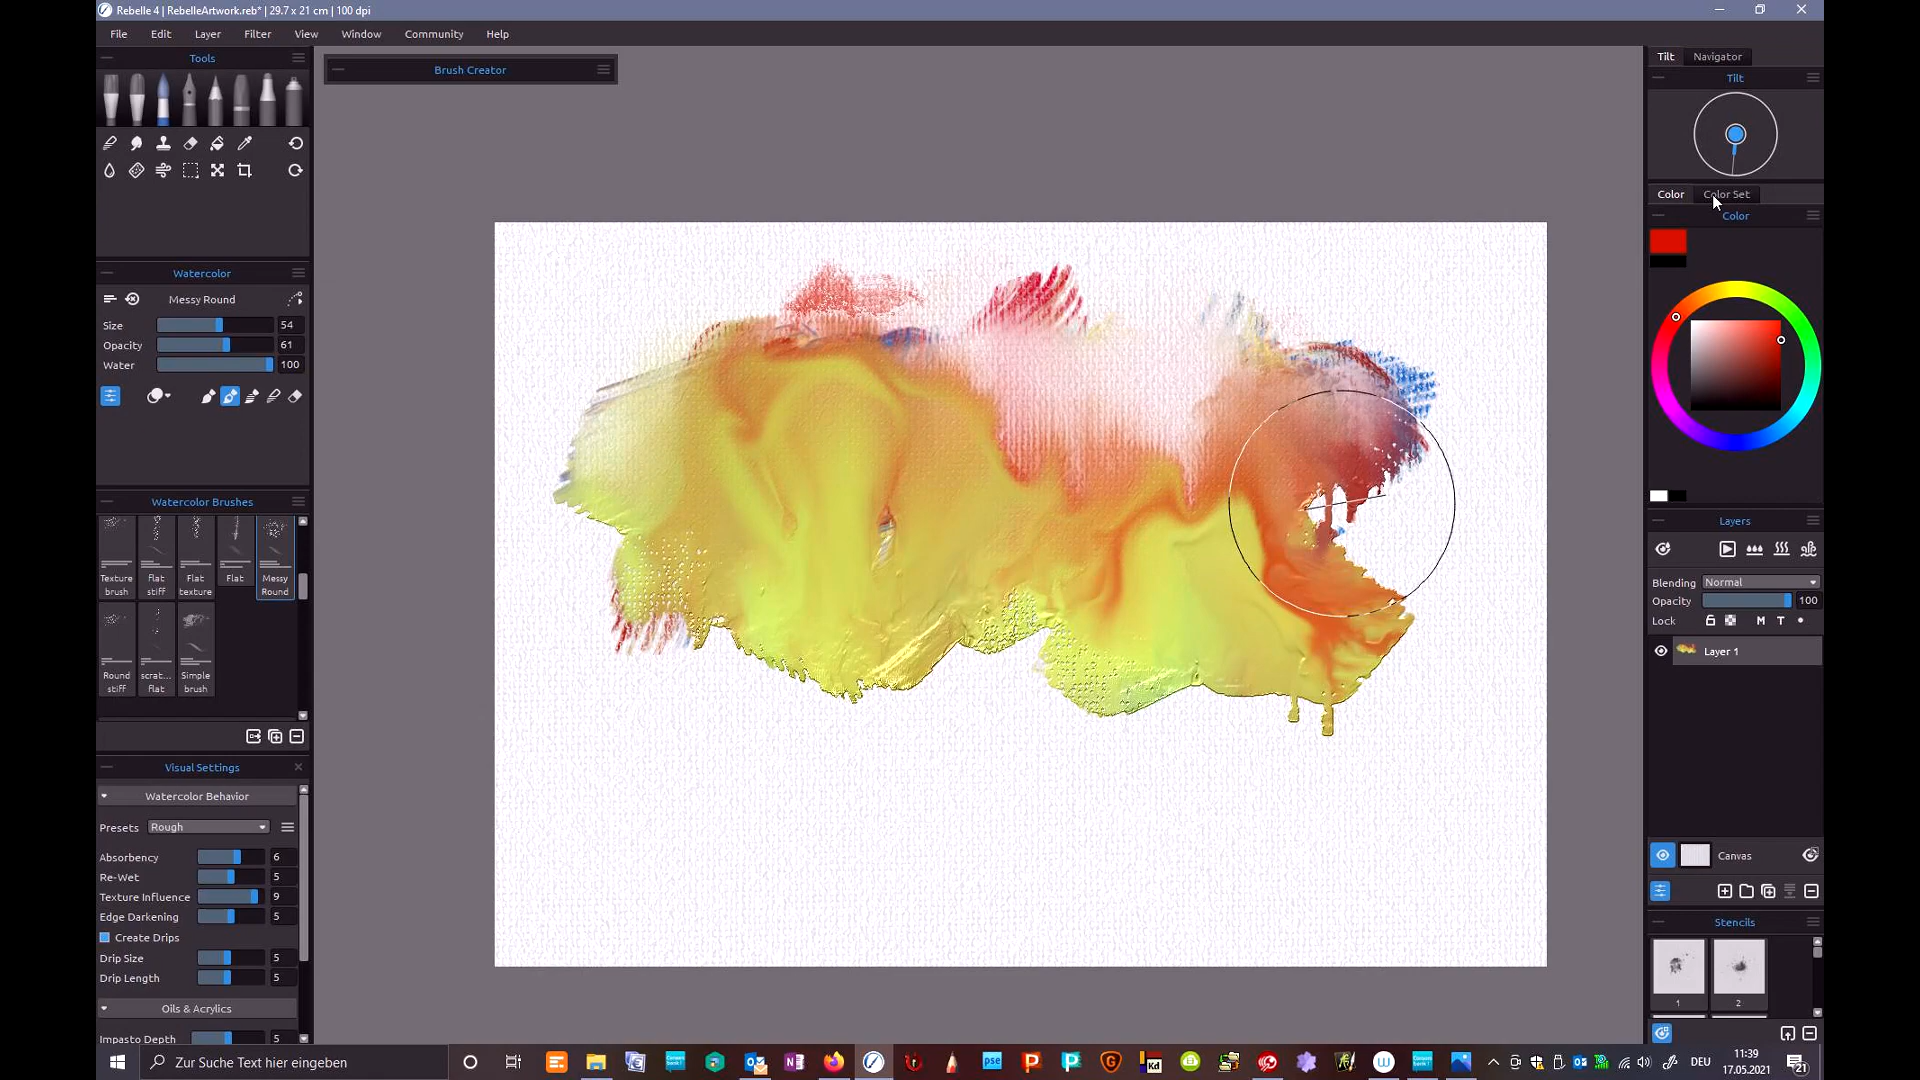 Rebelle 4 | RebelleArtwork.reb* | 29.7 x 21 cm | 100 dpi
File Edit Layer Filter View Window Community Help
Tools
Brush Creator
Tilt Navigator
Tilt
Color Color Set
Color
Watercolor
Messy Round
Size 54
Opacity 61
Water 100
Watercolor Brushes
Texture brush
Flat stiff
Flat texture
Flat
Messy Round
Round stiff
scrat... flat
Simple brush
Visual Settings
Watercolor Behavior
Presets Rough
Absorbency 6
Re-Wet 5
Texture Influence 9
Edge Darkening 5
Create Drips
Drip Size 5
Drip Length 5
Oils & Acrylics
Impasto Depth 5
Layers
Blending Normal
Opacity 100
Lock M T
Layer 1
Canvas
Stencils
1 2
Zur Suche Text hier eingeben
pse
Kd
DEU
11:39
17.05.2021
21